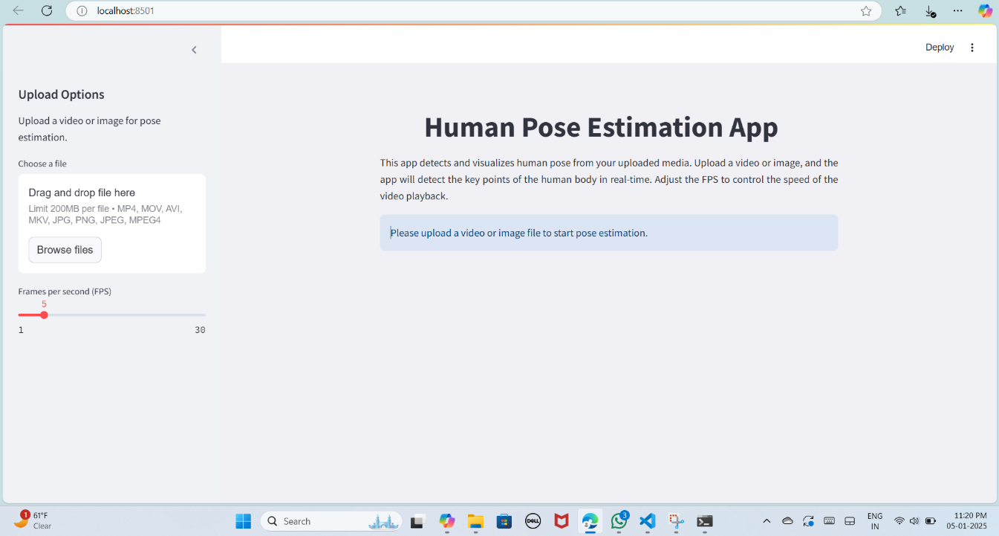 localhost:8501
Deploy
Upload Options
Upload a video or image for pose
estimation.
Choose a file
Drag and drop file here
Limit 200MB per file • MP4, MOV, AVI,
MKV, JPG, PNG, JPEG, MPEG4
Browse files
Frames per second (FPS)
5
1
30
Human Pose Estimation App
This app detects and visualizes human pose from your uploaded media. Upload a video or image, and the
app will detect the key points of the human body in real-time. Adjust the FPS to control the speed of the
video playback.
Please upload a video or image file to start pose estimation.
1
61°F
Clear
Search
DELL
3
ENG
IN
11:20 PM
05-01-2025